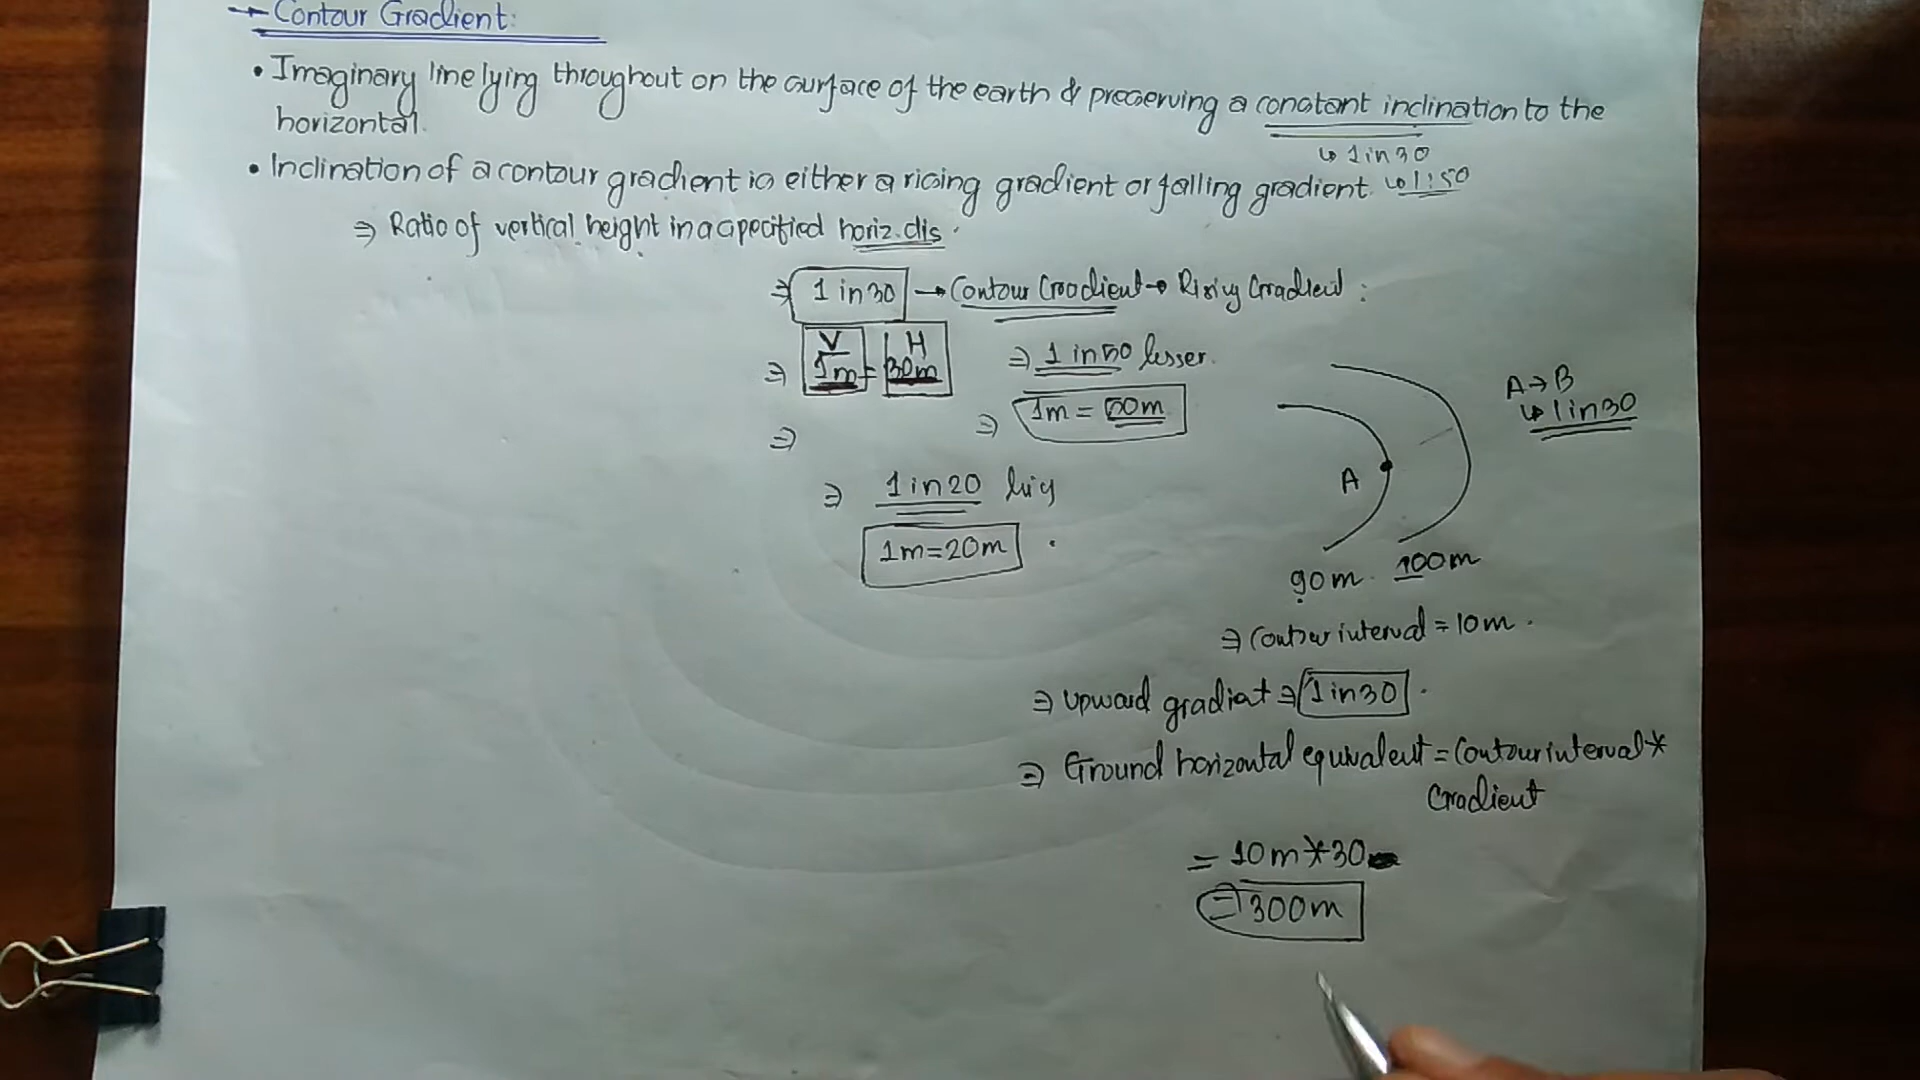 → Contour Gradient:
• Imaginary line lying throughout on the surface of the earth & preserving a constant inclination to the
horizontal.
↳ 1 in 30
• Inclination of a contour gradient is either a rising gradient or falling gradient. ↳ 1:50
⇒ Ratio of vertical height in a specified horiz. dis.
⇒ 1 in 30 → Contour Gradient → Rising Gradient:
V H
⇒ 1m = 30m
⇒ 1 in 50 lesser.
⇒ 1m = 50m
⇒
⇒ 1 in 20 hig
1m = 20m
A → B
↳ 1 in 30
A
90m. 100m
⇒ Contour interval = 10m.
⇒ Upward gradient ⇒ 1 in 30.
⇒ Ground horizontal equivalent = Contour interval *
Gradient
= 10m * 30
= 300m